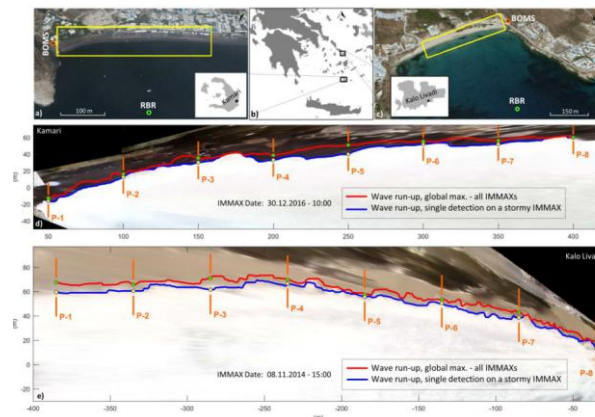 BOMS
a)
100 m
RBR
Kamari
b)
c)
BOMS
Kalo Livadi
RBR
150 m
Kamari
60
40
20
0
-20
-40
(m)
P-1
P-2
P-3
P-4
P-5
P-6
P-7
P-8
IMMAX Date: 30.12.2016 - 10:00
Wave run-up, global max. - all IMMAXs
Wave run-up, single detection on a stormy IMMAX
d)
50
100
150
200
250
300
350
400
Kalo Liva
80
60
40
20
0
(m)
P-1
P-2
P-3
P-4
P-5
P-6
P-7
P-8
IMMAX Date: 08.11.2014 - 15:00
Wave run-up, global max. - all IMMAXs
Wave run-up, single detection on a stormy IMMAX
e)
-400
-350
-300
-250
-200
-150
-100
-50